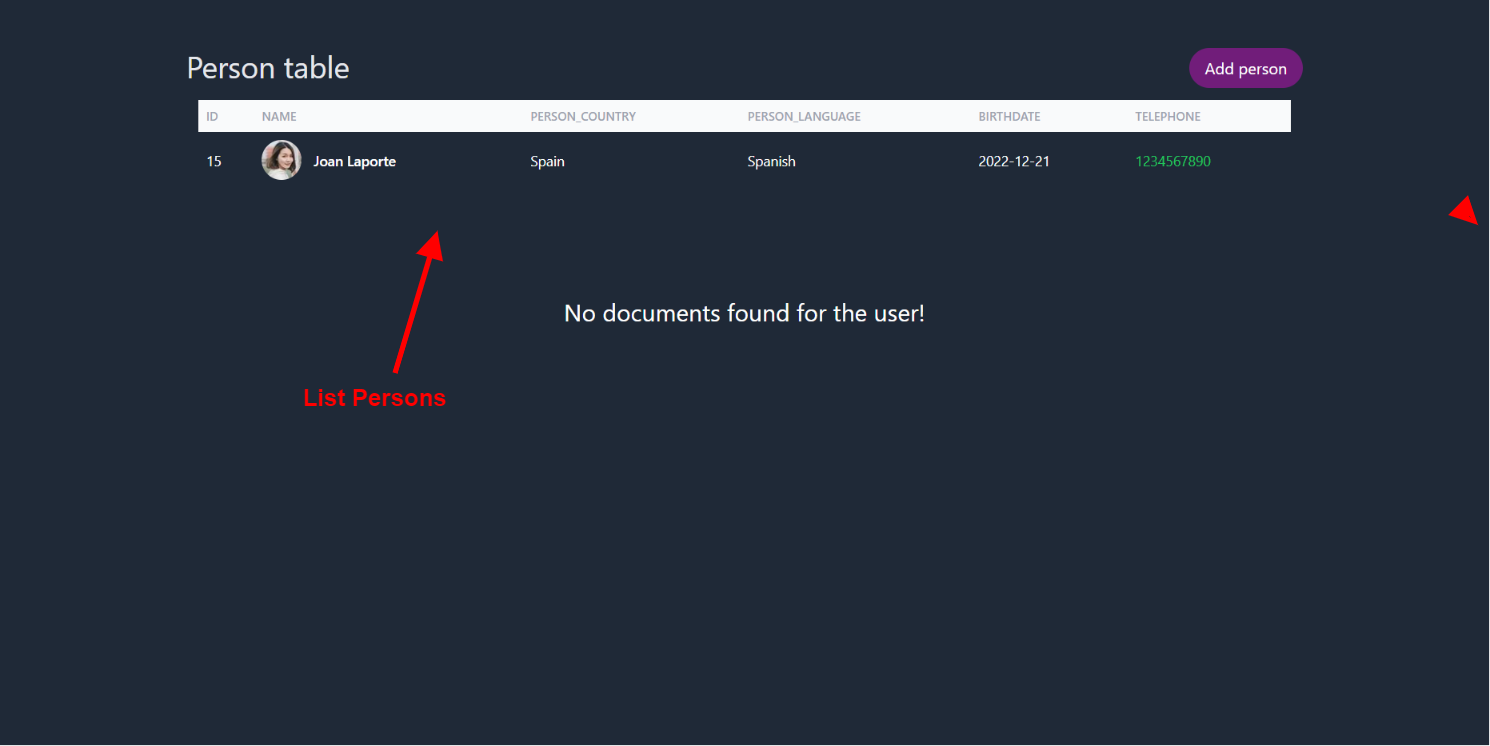 Person table
Add person
ID NAME PERSON_COUNTRY PERSON_LANGUAGE BIRTHDATE TELEPHONE
15 Joan Laporte Spain Spanish 2022-12-21 1234567890
No documents found for the user!
List Persons